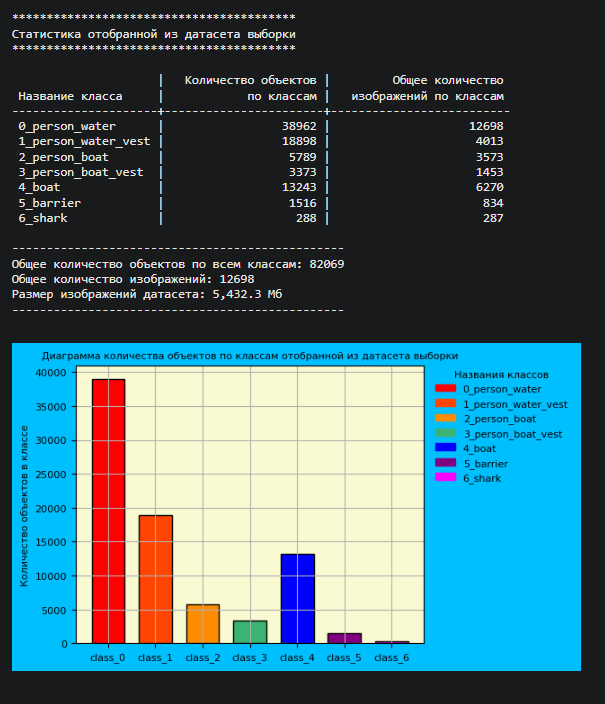 *****************************************
Статистика отобранной из датасета выборки
*****************************************
| Количество объектов | Общее количество
Название класса | по классам | изображений по классам
---------------------+-----------------------+--------------------------
0_person_water | 38962 | 12698
1_person_water_vest | 18898 | 4013
2_person_boat | 5789 | 3573
3_person_boat_vest | 3373 | 1453
4_boat | 13243 | 6270
5_barrier | 1516 | 834
6_shark | 288 | 287
------------------------------------------------
Общее количество объектов по всем классам: 82069
Общее количество изображений: 12698
Размер изображений датасета: 5,432.3 Мб
------------------------------------------------
Диаграмма количества объектов по классам отобранной из датасета выборки
Количество объектов в классе
40000
35000
30000
25000
20000
15000
10000
5000
0
class_0 class_1 class_2 class_3 class_4 class_5 class_6
Названия классов
0_person_water
1_person_water_vest
2_person_boat
3_person_boat_vest
4_boat
5_barrier
6_shark